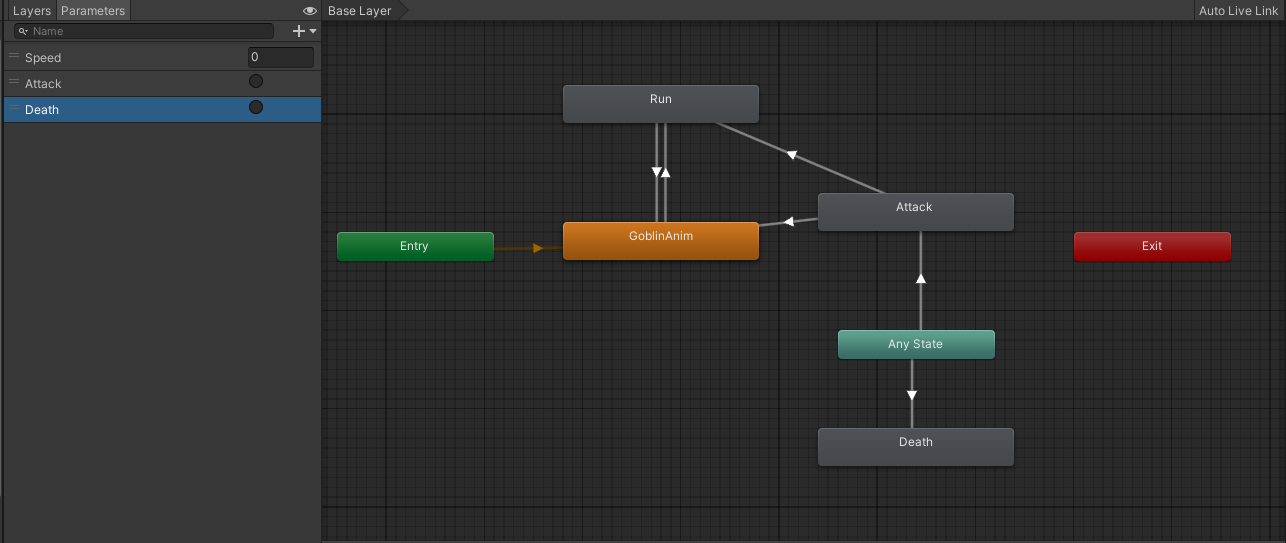 Layers Parameters
Name
Speed 0
Attack
Death
Base Layer
Auto Live Link
Run
Attack
GoblinAnim
Entry
Exit
Any State
Death